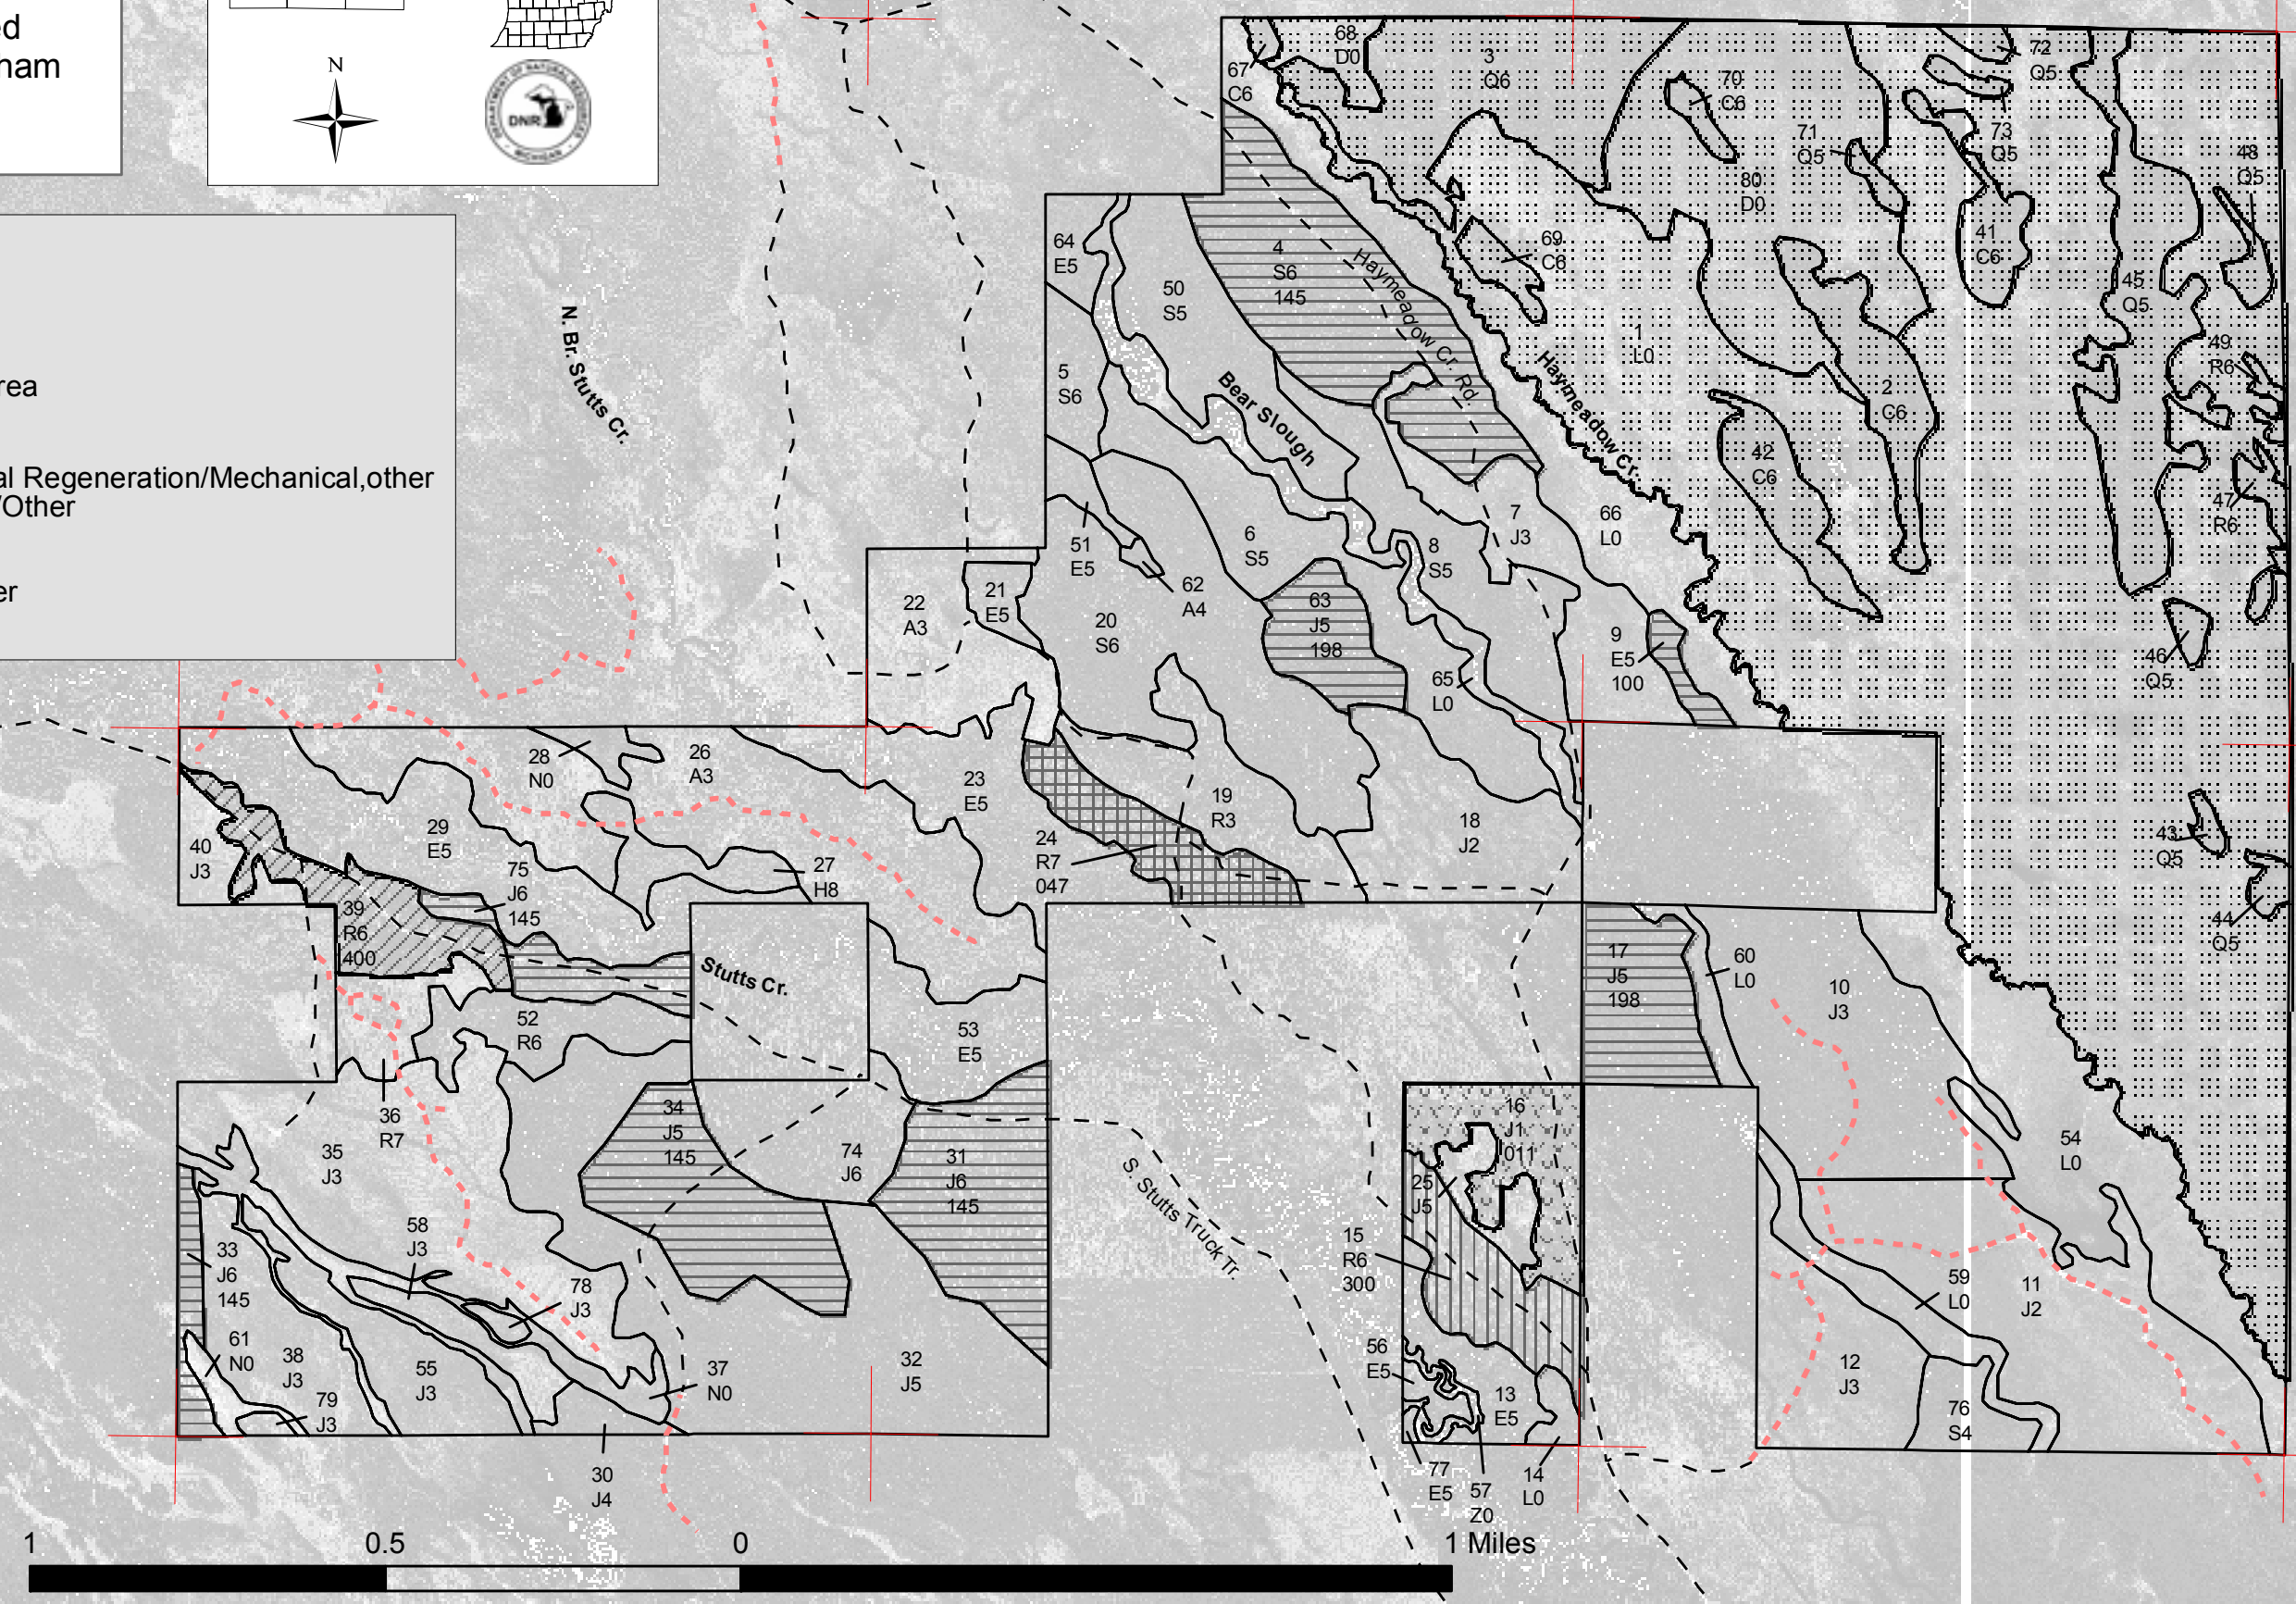 ed
ham
N
DEPARTMENT OF NATURAL RESOURCES
DNR
MICHIGAN
rea
al Regeneration/Mechanical,other
/Other
er
N. Br. Stutts Cr.
67
C6
68
D0
3
Q6
70
C6
71
Q5
80
D0
72
Q5
73
Q5
48
Q5
41
C6
45
Q5
64
E5
50
S5
4
S6
145
Haymeadow Cr. Rd.
69
C6
1
L0
Haymeadow Cr.
49
R6
2
C6
42
C6
47
R6
5
S6
Bear Slough
51
E5
6
S5
8
S5
7
J3
66
L0
22
A3
21
E5
62
A4
20
S6
63
J5
198
9
E5
100
65
L0
46
Q5
28
N0
26
A3
23
E5
19
R3
18
J2
43
Q5
40
J3
29
E5
75
J6
145
27
H8
24
R7
047
44
Q5
39
R6
400
Stutts Cr.
17
J5
198
60
L0
10
J3
52
R6
53
E5
36
R7
34
J5
145
74
J6
31
J6
145
S. Stutts Truck Tr.
16
J1
011
54
L0
35
J3
25
J5
58
J3
33
J6
145
78
J3
15
R6
300
59
L0
11
J2
61
N0
38
J3
79
J3
55
J3
37
N0
32
J5
56
E5
13
E5
12
J3
76
S4
30
J4
77
E5
57
Z0
14
L0
1
0.5
0
1 Miles